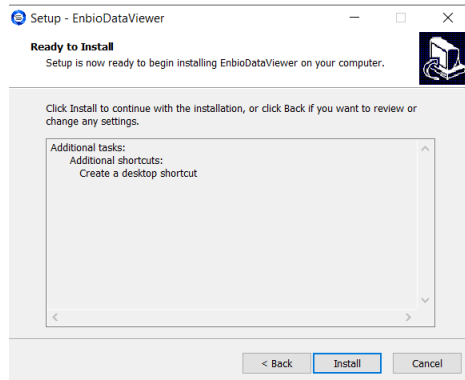 Setup - EnbioDataViewer
Ready to Install
Setup is now ready to begin installing EnbioDataViewer on your computer.
Click Install to continue with the installation, or click Back if you want to review or
change any settings.
Additional tasks:
Additional shortcuts:
Create a desktop shortcut
< Back
Install
Cancel